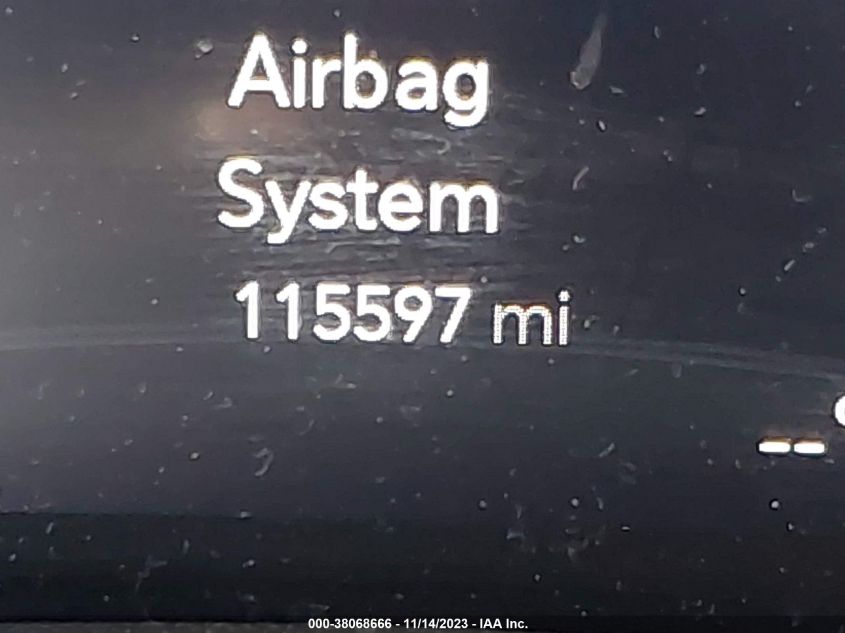 Airbag
System
115597 mi
--°
000-38068666 - 11/14/2023 - IAA Inc.